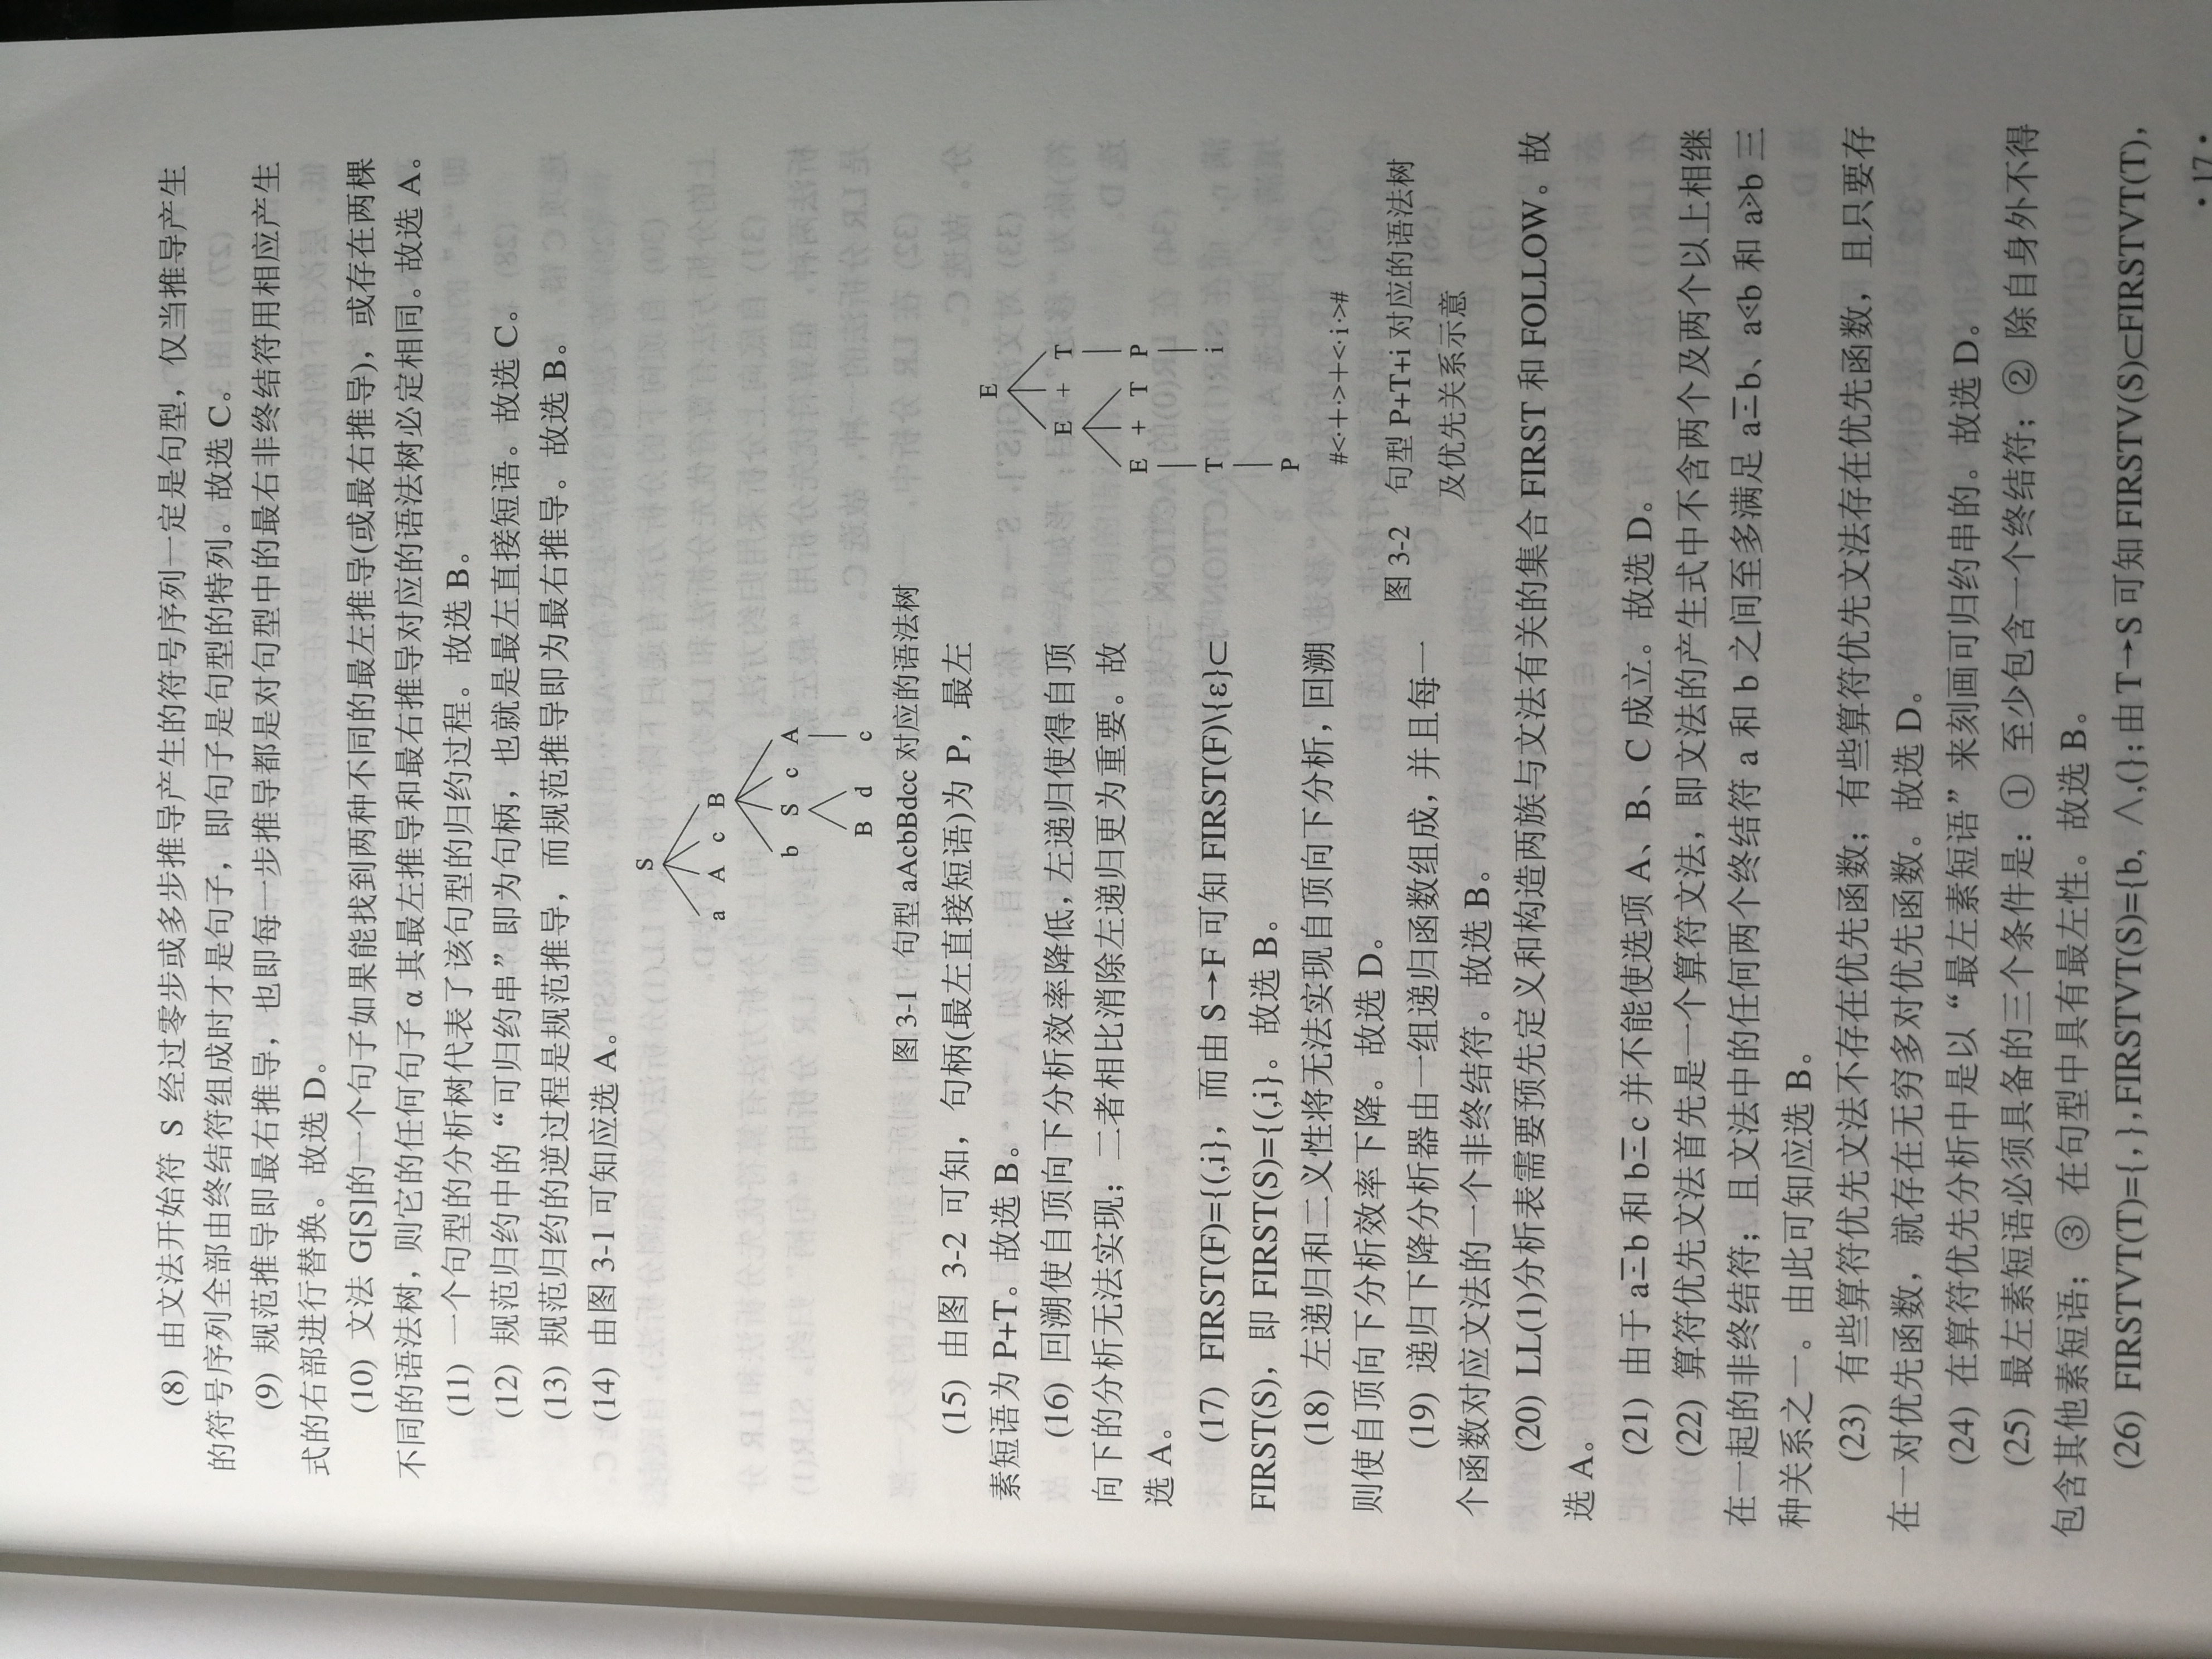 (8) 由文法开始符 S 经过零步或多步推导产生的符号序列一定是句型，仅当推导产生
的符号序列全部由终结符组成时才是句子，即句子是句型的特列。故选 C。
(9) 规范推导即最右推导，也即每一步推导都是对句型中的最右非终结符用相应产生
式的右部进行替换。故选 D。
(10) 文法 G[S]的一个句子如果能找到两种不同的最左推导(或最右推导)，或存在两棵
不同的语法树，则它的任何句子 α 其最左推导和最右推导对应的语法树必定相同。故选 A。
(11) 一个句型的分析树代表了该句型的归约过程。故选 B。
(12) 规范归约中的“可归约串”即为句柄，也就是最左直接短语。故选 C。
(13) 规范归约的逆过程是规范推导，而规范推导即为最右推导。故选 B。
(14) 由图 3-1 可知应选 A。
S
a A c B
b S c A
B d c
图 3-1 句型 aAcbBdcc 对应的语法树
(15) 由图 3-2 可知，句柄(最左直接短语)为 P，最左
素短语为 P+T。故选 B。
(16) 回溯使自顶向下分析效率降低，左递归使得自顶
向下的分析无法实现；二者相比消除左递归更为重要。故
选 A。
(17) FIRST(F)={(,i}，而由 S→F 可知 FIRST(F)\{ε}⊂
FIRST(S)，即 FIRST(S)={(,i}。故选 B。
(18) 左递归和二义性将无法实现自顶向下分析，回溯
则使自顶向下分析效率下降。故选 D。
(19) 递归下降分析器由一组递归函数组成，并且每一
个函数对应文法的一个非终结符。故选 B。
E
E + T
E + T P
T i
P
#<·+·>+<·i·>#
图 3-2 句型 P+T+i 对应的语法树
及优先关系示意
(20) LL(1)分析表需要预先定义和构造两族与文法有关的集合 FIRST 和 FOLLOW。故
选 A。
(21) 由于 a≡b 和 b≡c 并不能使选项 A、B、C 成立。故选 D。
(22) 算符优先文法首先是一个算符文法，即文法的产生式中不含两个及两个以上相继
在一起的非终结符；且文法中的任何两个终结符 a 和 b 之间至多满足 a≡b、a<b 和 a>b 三
种关系之一。由此可知应选 B。
(23) 有些算符优先文法不存在优先函数；有些算符优先文法存在优先函数，且只要存
在一对优先函数，就存在无穷多对优先函数。故选 D。
(24) 在算符优先分析中是以“最左素短语”来刻画可归约串的。故选 D。
(25) 最左素短语必须具备的三个条件是：① 至少包含一个终结符；② 除自身外不得
包含其他素短语；③ 在句型中具有最左性。故选 B。
(26) FIRSTVT(T)={, },FIRSTVT(S)={b, ∧,(}；由 T→S 可知 FIRSTV(S)⊂FIRSTVT(T)，
• 17 •